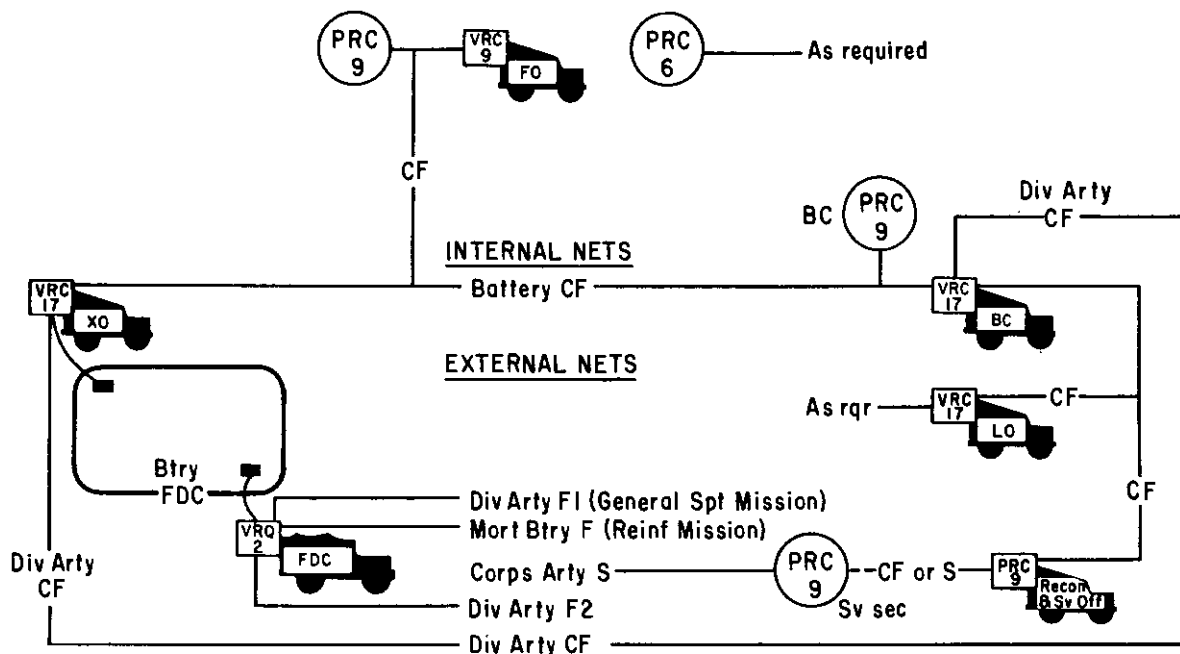 PRC
9
VRC
9
FO
PRC
6
As required
CF
Div Arty
CF
BC
PRC
9
INTERNAL NETS
Battery CF
VRC
17
XO
VRC
17
BC
EXTERNAL NETS
As rqr
VRC
17
LO
CF
Btry
FDC
CF
Div Arty F1 (General Spt Mission)
VRQ
2
FDC
Mort Btry F (Reinf Mission)
Div Arty
CF
Corps Arty S
PRC
9
Sv sec
CF or S
PRC
9
Recon
& Sv Off
Div Arty F2
Div Arty CF